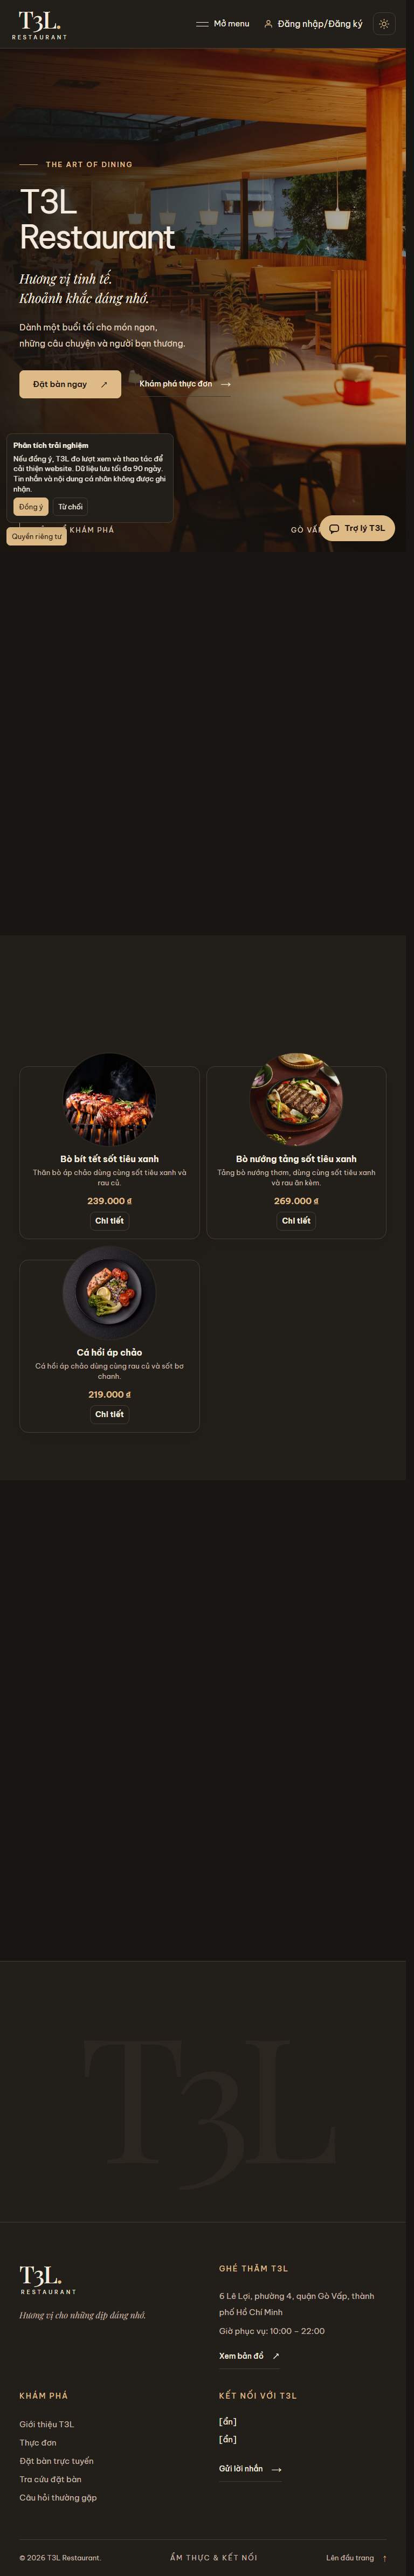 T3L.
RESTAURANT
Mở menu
Đăng nhập/Đăng ký
THE ART OF DINING
T3L
Restaurant
Hương vị tinh tế.
Khoảnh khắc đáng nhớ.
Dành một buổi tối cho món ngon,
những câu chuyện và người bạn thương.
Đặt bàn ngay ↗
Khám phá thực đơn →
Phân tích trải nghiệm
Nếu đồng ý, T3L đo lượt xem và thao tác để
cải thiện website. Dữ liệu lưu tối đa 90 ngày.
Tin nhắn và nội dung cá nhân không được ghi
nhận.
Đồng ý
Từ chối
KHÁM PHÁ
GÒ VẤP
Trợ lý T3L
Quyền riêng tư
Bò bít tết sốt tiêu xanh
Thăn bò áp chảo dùng cùng sốt tiêu xanh và
rau củ.
239.000 ₫
Chi tiết
Bò nướng tảng sốt tiêu xanh
Tảng bò nướng thơm, dùng cùng sốt tiêu xanh
và rau ăn kèm.
269.000 ₫
Chi tiết
Cá hồi áp chảo
Cá hồi áp chảo dùng cùng rau củ và sốt bơ
chanh.
219.000 ₫
Chi tiết
T3L
T3L.
RESTAURANT
Hương vị cho những dịp đáng nhớ.
GHÉ THĂM T3L
6 Lê Lợi, phường 4, quận Gò Vấp, thành
phố Hồ Chí Minh
Giờ phục vụ: 10:00 – 22:00
Xem bản đồ ↗
KHÁM PHÁ
Giới thiệu T3L
Thực đơn
Đặt bàn trực tuyến
Tra cứu đặt bàn
Câu hỏi thường gặp
KẾT NỐI VỚI T3L
[ẩn]
[ẩn]
Gửi lời nhắn →
© 2026 T3L Restaurant.
ẨM THỰC & KẾT NỐI
Lên đầu trang ↑